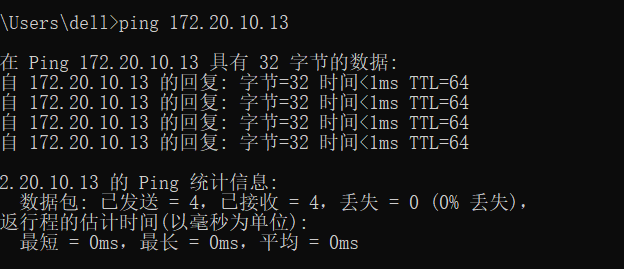 \Users\dell>ping 172.20.10.13
在 Ping 172.20.10.13 具有 32 字节的数据:
自 172.20.10.13 的回复: 字节=32 时间<1ms TTL=64
自 172.20.10.13 的回复: 字节=32 时间<1ms TTL=64
自 172.20.10.13 的回复: 字节=32 时间<1ms TTL=64
自 172.20.10.13 的回复: 字节=32 时间<1ms TTL=64
2.20.10.13 的 Ping 统计信息:
数据包: 已发送 = 4，已接收 = 4，丢失 = 0 (0% 丢失)，
返行程的估计时间(以毫秒为单位):
最短 = 0ms，最长 = 0ms，平均 = 0ms